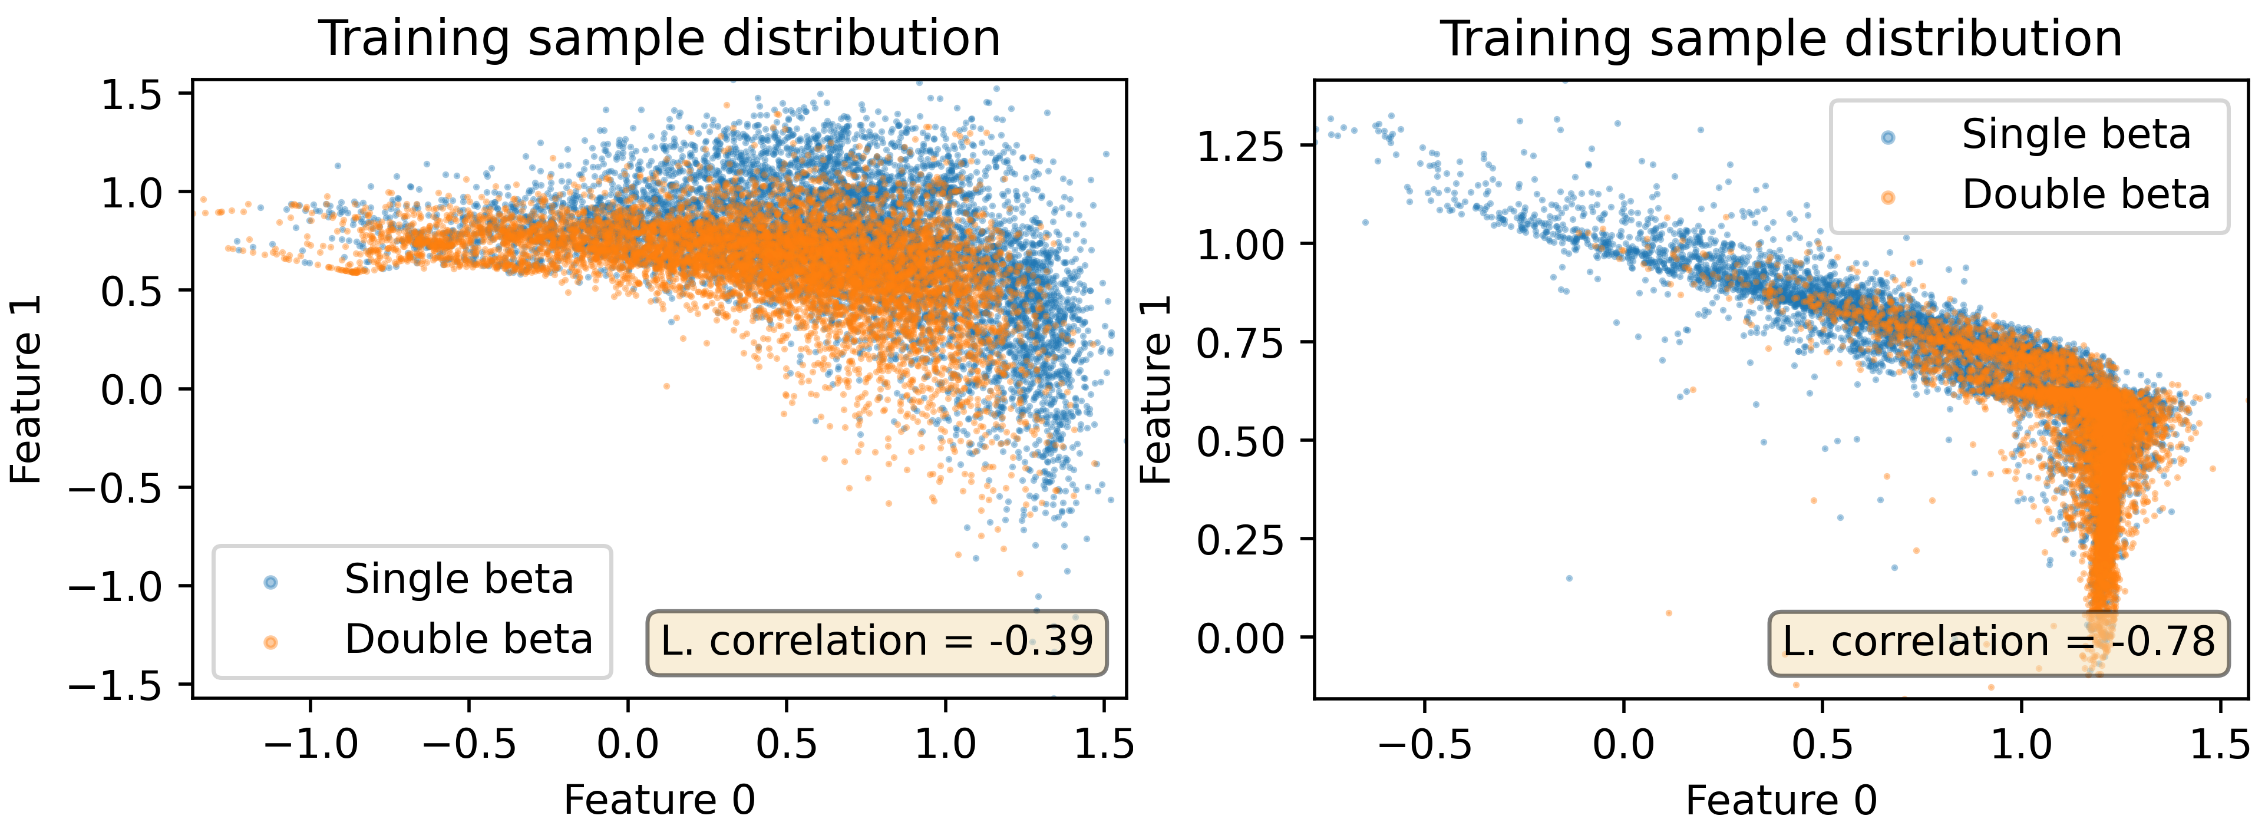 Training sample distribution
1.5
1.0
0.5
0.0
−0.5
−1.0
−1.5
Feature 1
Single beta
Double beta
L. correlation = -0.39
−1.0
−0.5
0.0
0.5
1.0
1.5
Feature 0
Training sample distribution
1.25
1.00
0.75
0.50
0.25
0.00
Feature 1
Single beta
Double beta
L. correlation = -0.78
−0.5
0.0
0.5
1.0
1.5
Feature 0